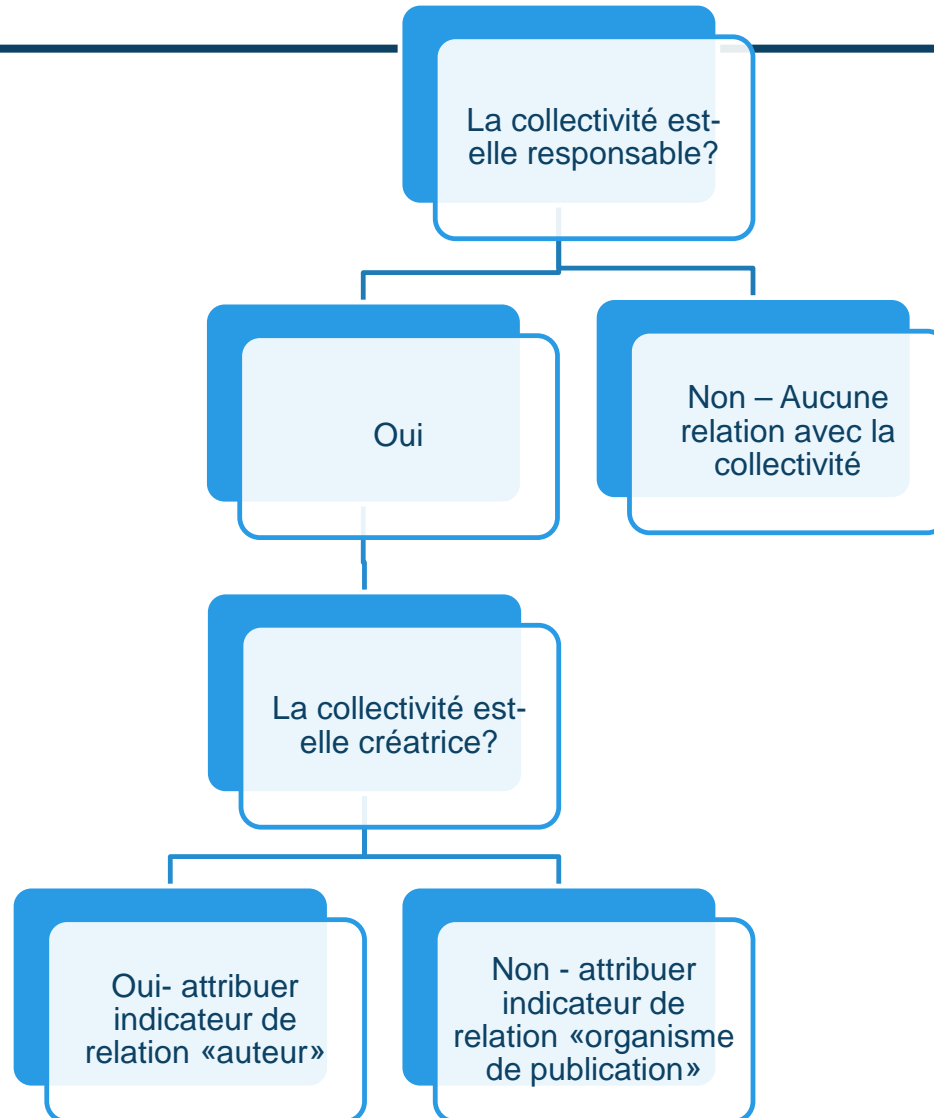 La collectivité est-
elle responsable?
Oui
Non – Aucune
relation avec la
collectivité
La collectivité est-
elle créatrice?
Oui- attribuer
indicateur de
relation «auteur»
Non - attribuer
indicateur de
relation «organisme
de publication»